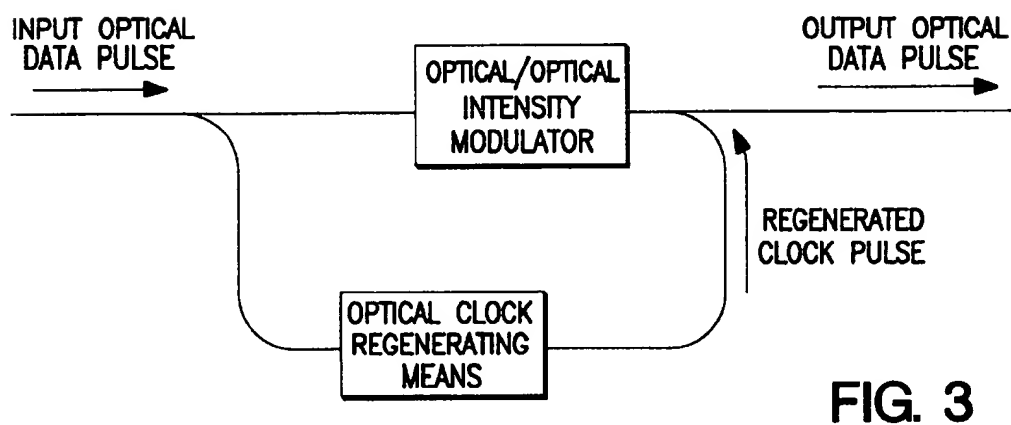 INPUT OPTICAL
DATA PULSE
OPTICAL/OPTICAL
INTENSITY
MODULATOR
OUTPUT OPTICAL
DATA PULSE
REGENERATED
CLOCK PULSE
OPTICAL CLOCK
REGENERATING
MEANS
FIG. 3